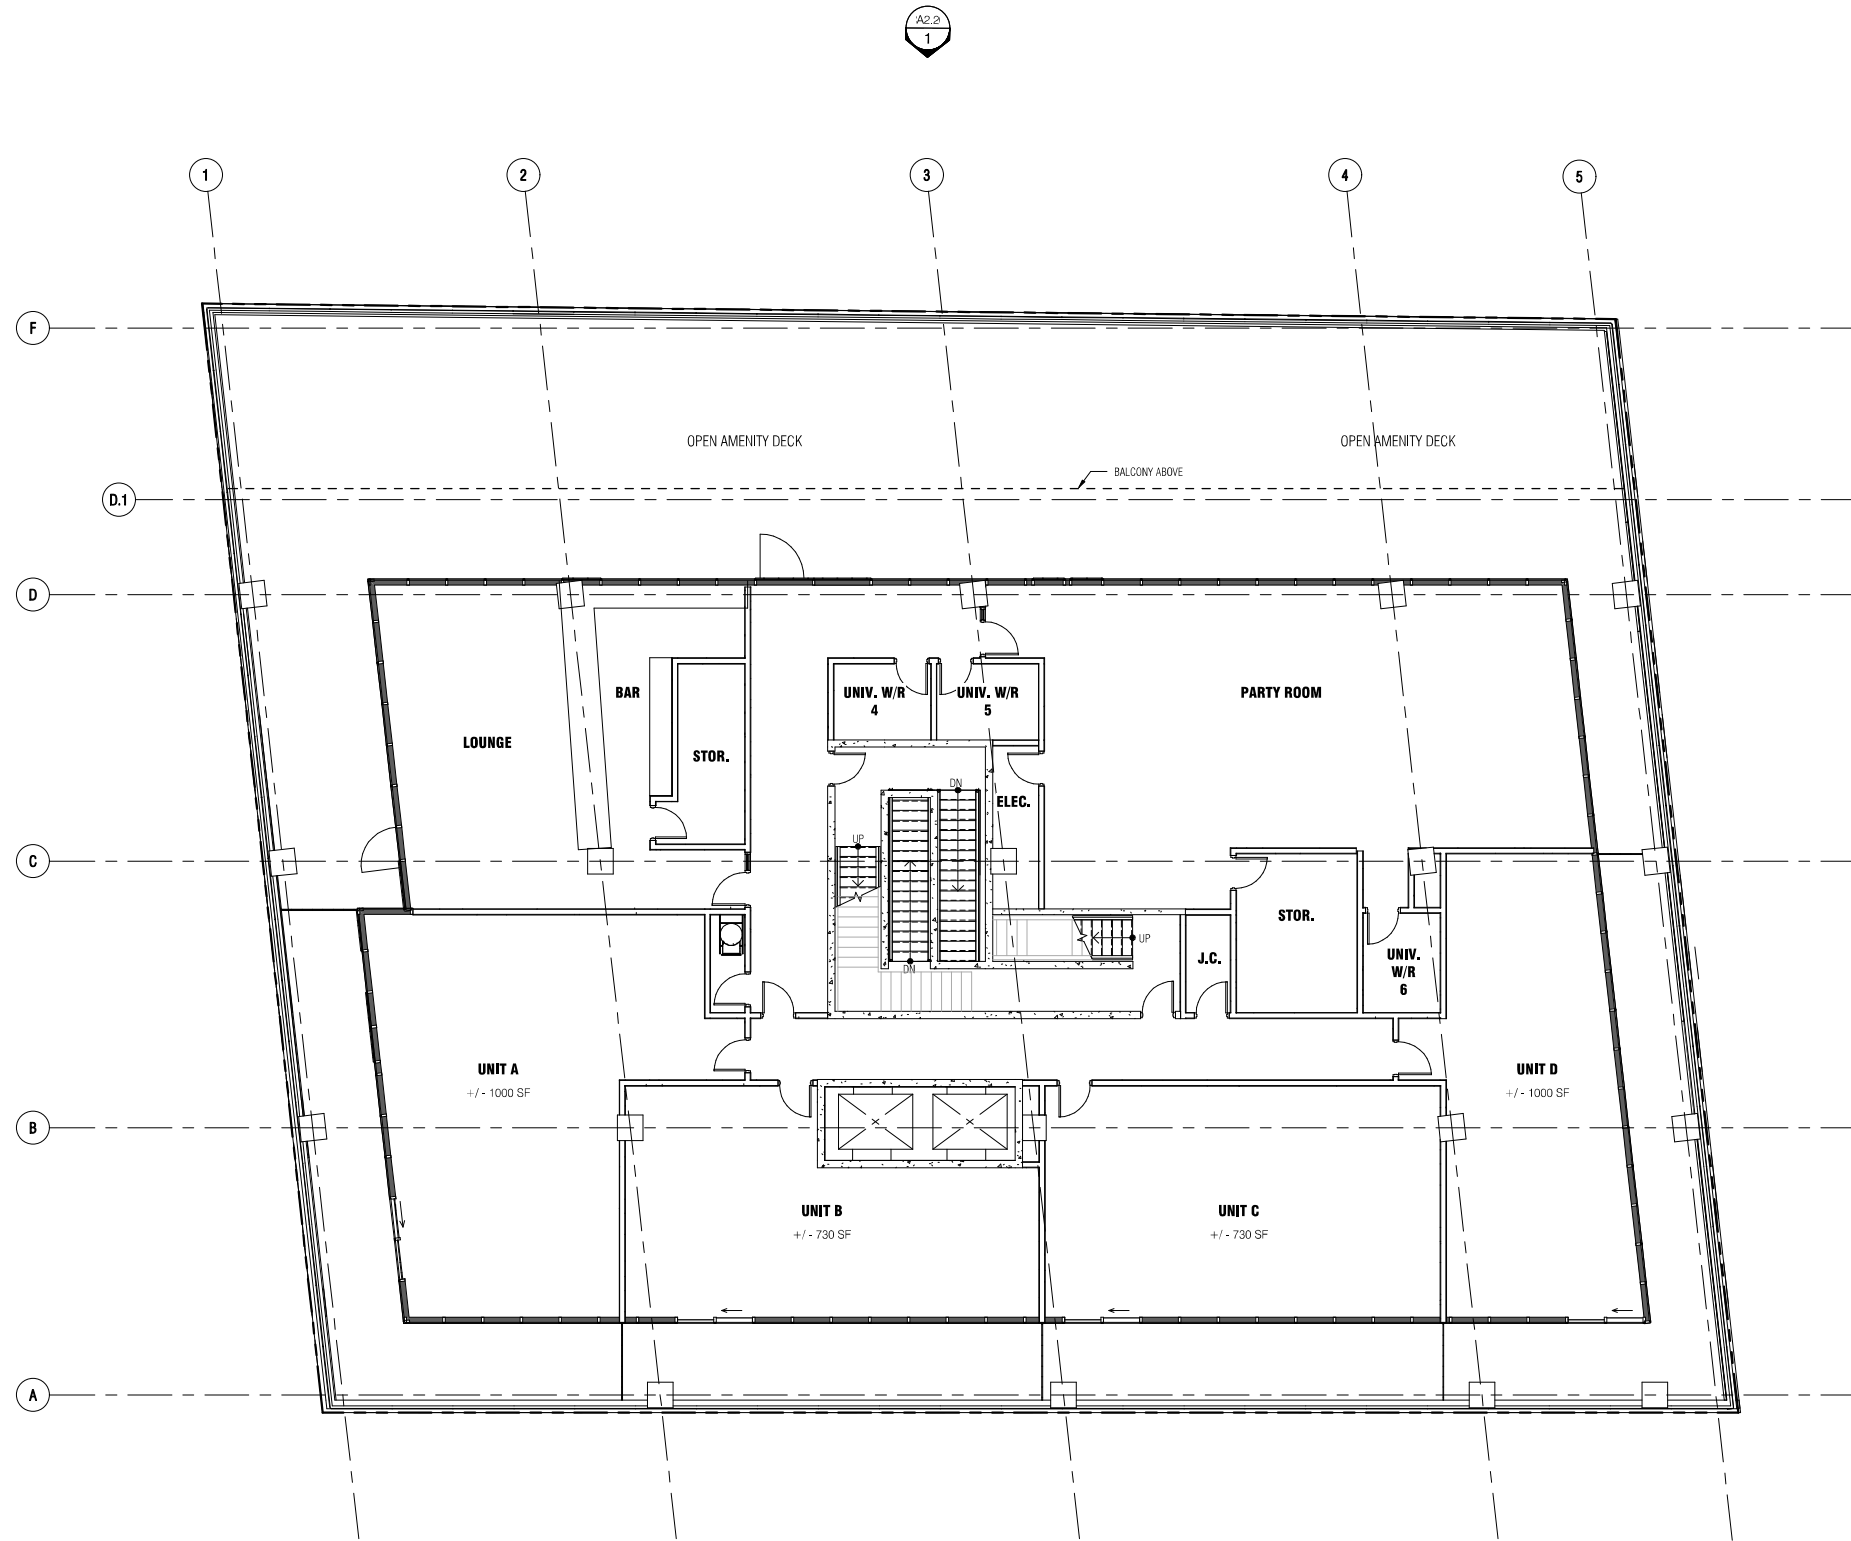 A2.2
1
1
2
3
4
5
F
OPEN AMENITY DECK
OPEN AMENITY DECK
BALCONY ABOVE
D.1
D
BAR
UNIV. W/R
4
UNIV. W/R
5
PARTY ROOM
LOUNGE
STOR.
DN
ELEC.
UP
C
STOR.
UP
J.C.
UNIV.
W/R
6
DN
UNIT A
+/- 1000 SF
UNIT D
+/- 1000 SF
B
UNIT B
+/- 730 SF
UNIT C
+/- 730 SF
A